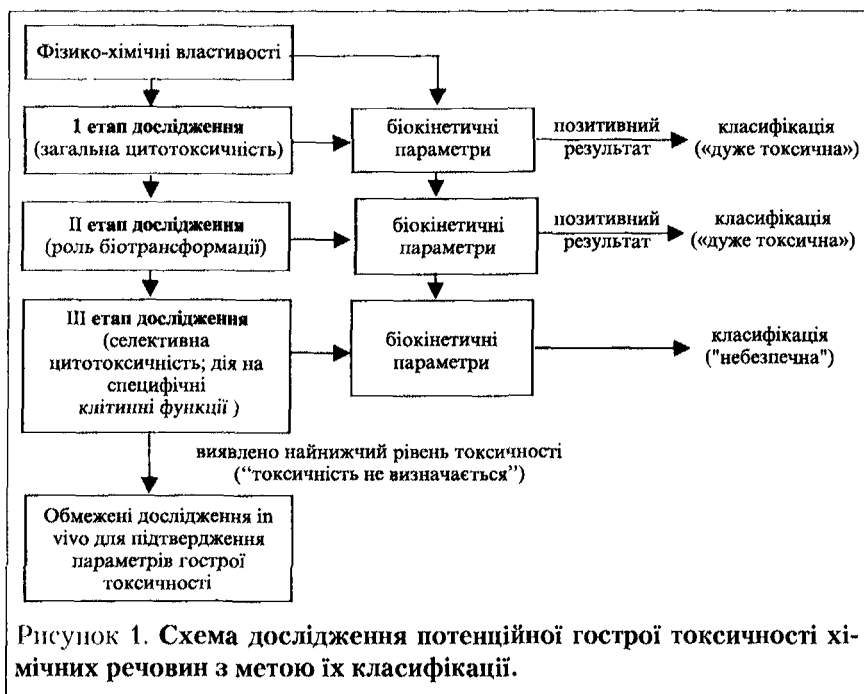 Фізико-хімічні властивості
І етап дослідження
(загальна цитотоксичність)
біокінетичні
параметри
позитивний
результат
класифікація
(«дуже токсична»)
ІІ етап дослідження
(роль біотрансформації)
біокінетичні
параметри
позитивний
результат
класифікація
(«дуже токсична»)
ІІІ етап дослідження
(селективна
цитотоксичність; дія на
специфічні
клітинні функції )
біокінетичні
параметри
класифікація
("небезпечна")
виявлено найнижчий рівень токсичності
(“токсичність не визначається”)
Обмежені дослідження in
vivo для підтвердження
параметрів гострої
токсичності
Рисунок 1. Схема дослідження потенційної гострої токсичності хі-
мічних речовин з метою їх класифікації.